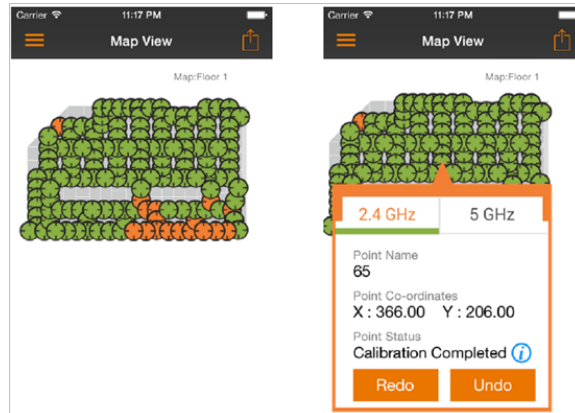 Carrier 11:17 PM
Map View
Map:Floor 1
Carrier 11:17 PM
Map View
Map:Floor 1
2.4 GHz 5 GHz
Point Name
65
Point Co-ordinates
X : 366.00 Y : 206.00
Point Status
Calibration Completed i
Redo Undo